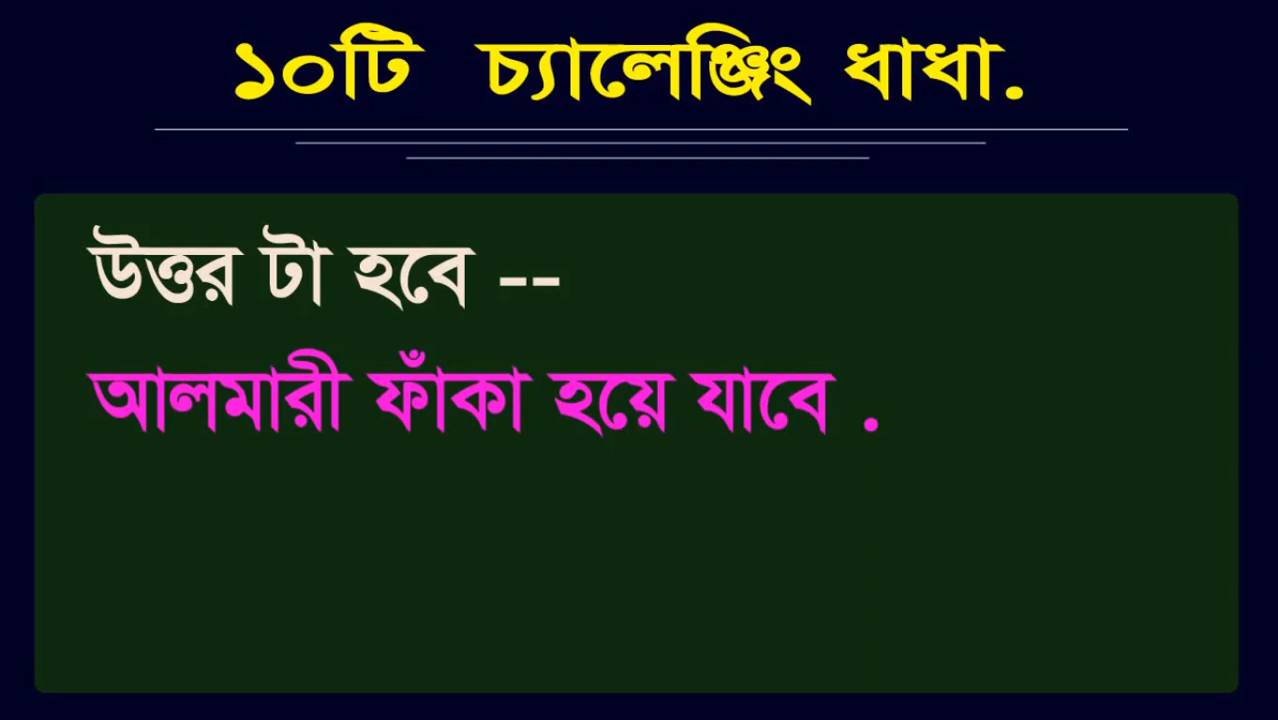 ১০টি চ্যালেঞ্জিং ধাধা.
উত্তর টা হবে --
আলমারী ফাঁকা হয়ে যাবে .